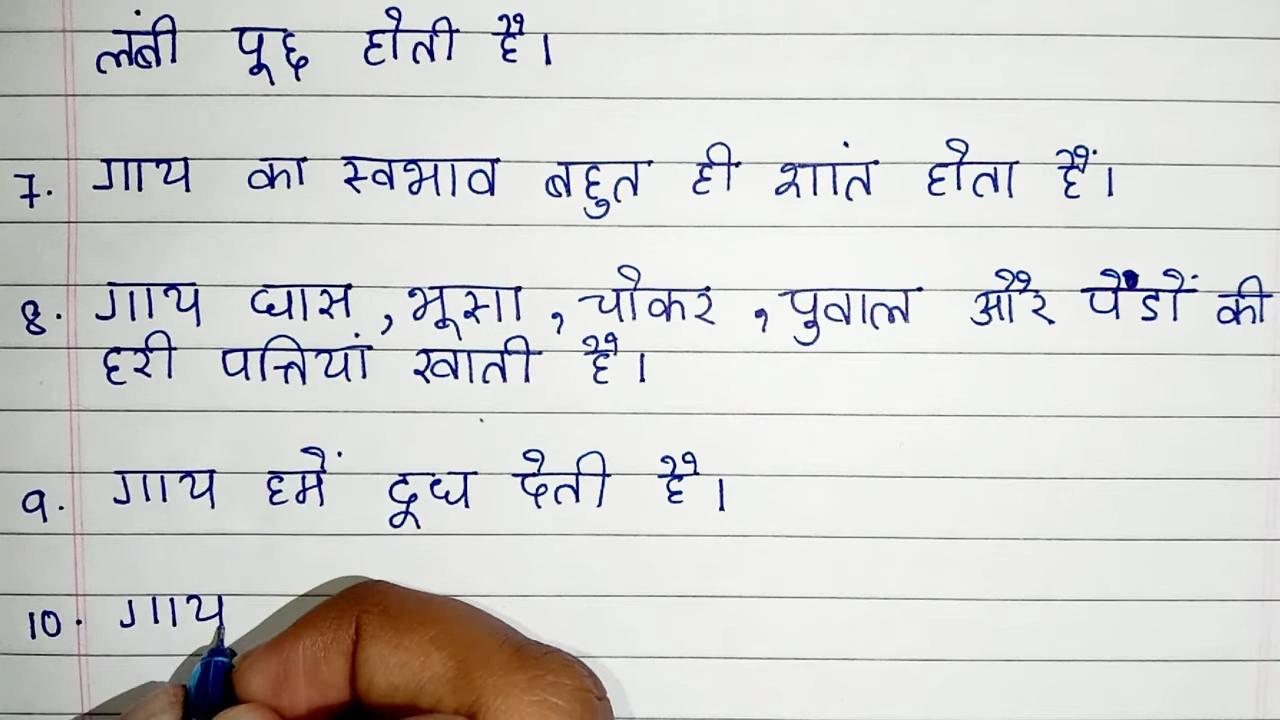 लंबी पूछ होती है।
7. गाय का स्वभाव बहुत ही शांत होता हैं।
8. गाय घास , भूसा , चौकर , पुवाल और पेंडों की
हरी पत्तियां खाती है।
9. गाय हमें दूध देती है।
10. गाय